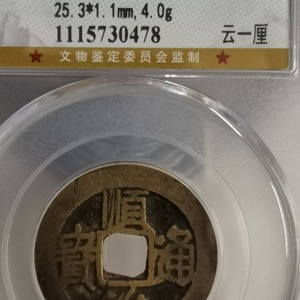 25.3*1.1mm,4.0g
1115730478 云一厘
★ 文物鉴定委员会监制 ★
順
寳 通